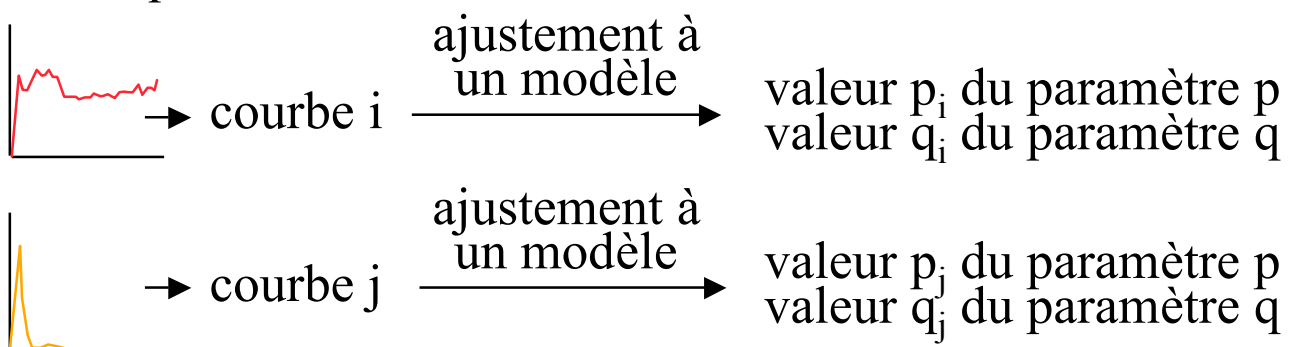 ajustement à
un modèle
courbe i
valeur pi du paramètre p
valeur qi du paramètre q
ajustement à
un modèle
courbe j
valeur pj du paramètre p
valeur qj du paramètre q